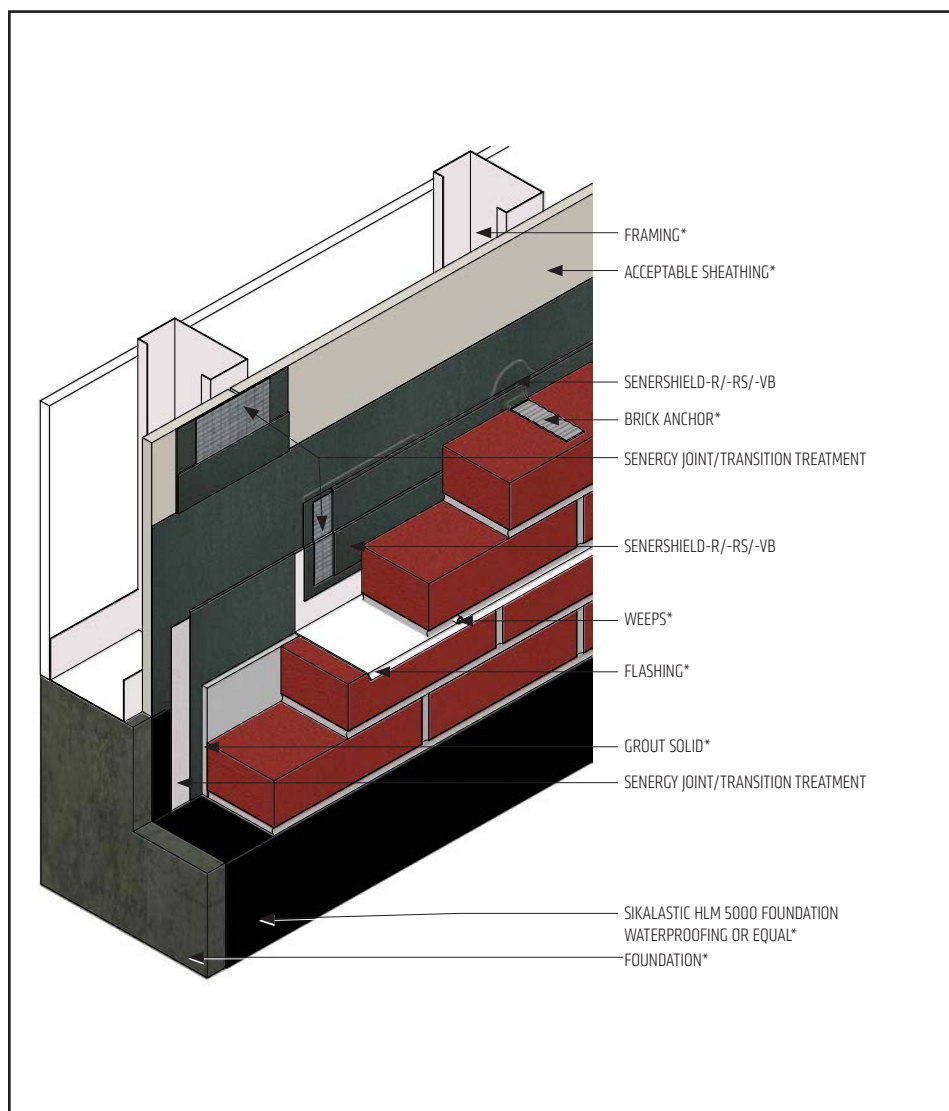 FRAMING*
ACCEPTABLE SHEATHING*
SENERSHIELD-R/-RS/-VB
BRICK ANCHOR*
SENERGY JOINT/TRANSITION TREATMENT
SENERSHIELD-R/-RS/-VB
WEEPS*
FLASHING*
GROUT SOLID*
SENERGY JOINT/TRANSITION TREATMENT
SIKALASTIC HLM 5000 FOUNDATION
WATERPROOFING OR EQUAL*
FOUNDATION*